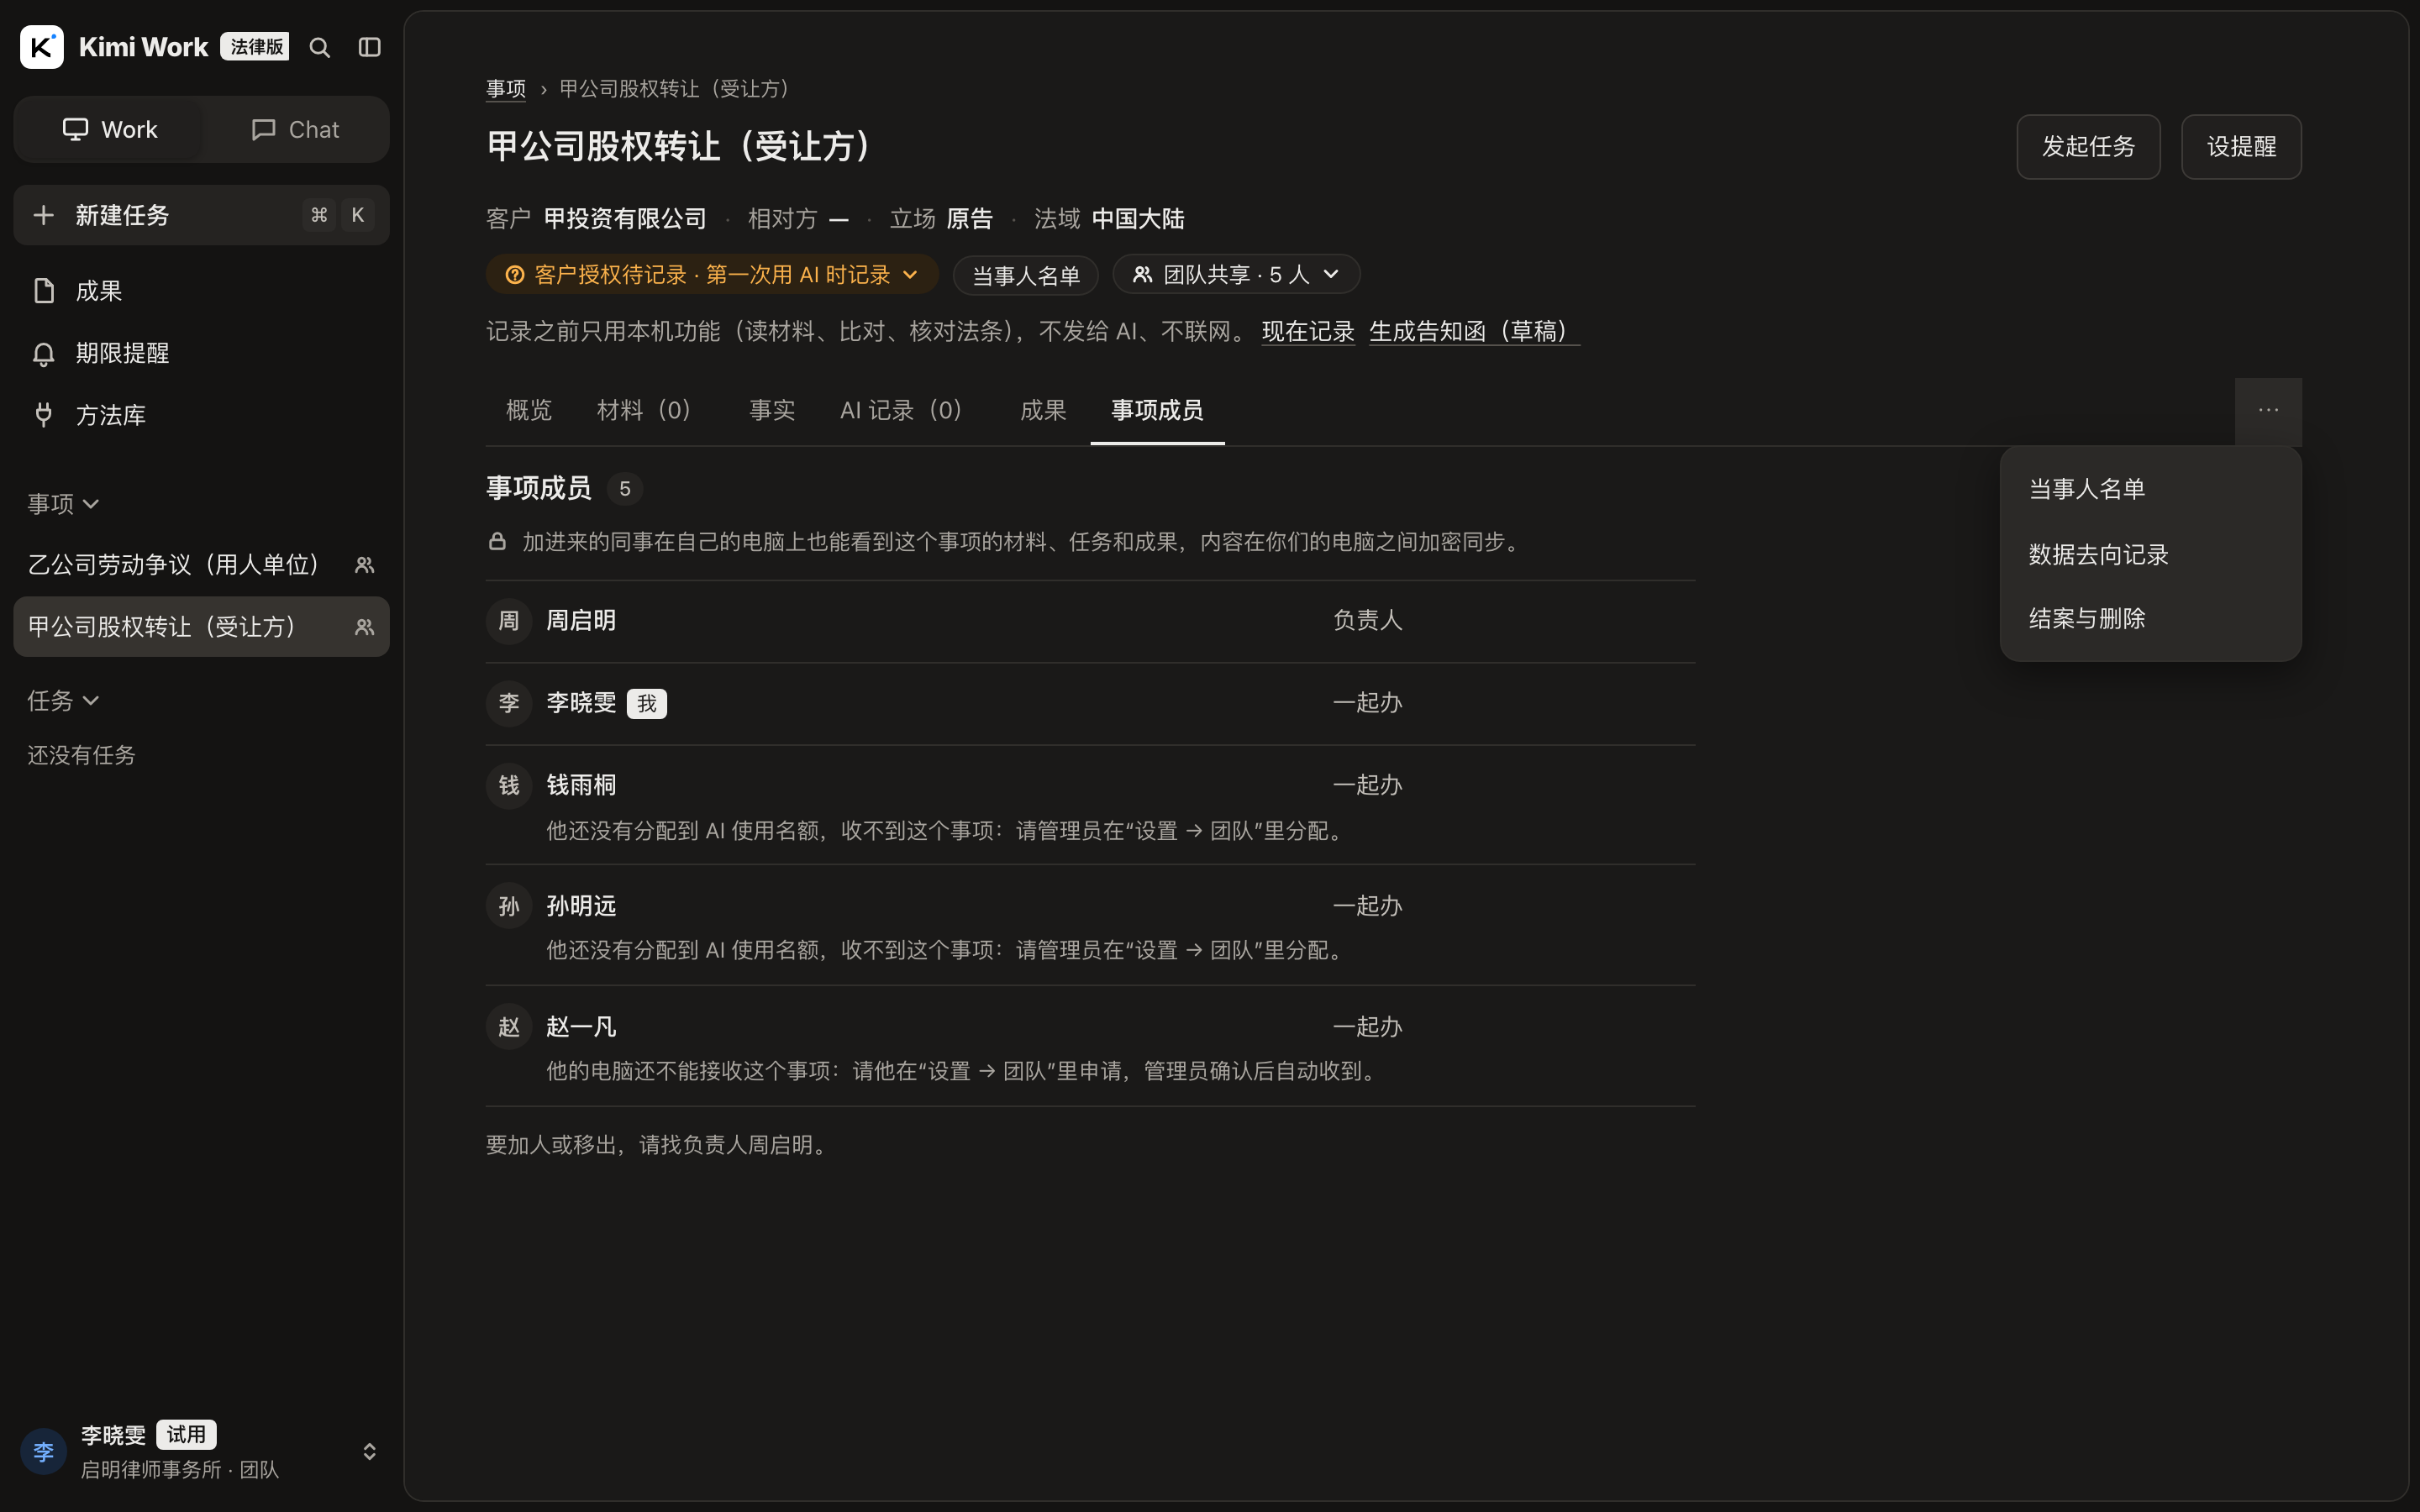 Kimi Work 法律版
Work
Chat
新建任务 ⌘ K
成果
期限提醒
方法库
事项
乙公司劳动争议（用人单位）
甲公司股权转让（受让方）
任务
还没有任务
李 李晓雯 试用
启明律师事务所 · 团队
事项 › 甲公司股权转让（受让方）
甲公司股权转让（受让方）
发起任务
设提醒
客户 甲投资有限公司 · 相对方 — · 立场 原告 · 法域 中国大陆
客户授权待记录 · 第一次用 AI 时记录
当事人名单
团队共享 · 5 人
记录之前只用本机功能（读材料、比对、核对法条），不发给 AI、不联网。 现在记录 生成告知函（草稿）
概览 材料（0） 事实 AI 记录（0） 成果 事项成员 ···
当事人名单
数据去向记录
结案与删除
事项成员 5
加进来的同事在自己的电脑上也能看到这个事项的材料、任务和成果，内容在你们的电脑之间加密同步。
周 周启明 负责人
李 李晓雯 我 一起办
钱 钱雨桐 一起办
他还没有分配到 AI 使用名额，收不到这个事项：请管理员在“设置 → 团队”里分配。
孙 孙明远 一起办
他还没有分配到 AI 使用名额，收不到这个事项：请管理员在“设置 → 团队”里分配。
赵 赵一凡 一起办
他的电脑还不能接收这个事项：请他在“设置 → 团队”里申请，管理员确认后自动收到。
要加人或移出，请找负责人周启明。